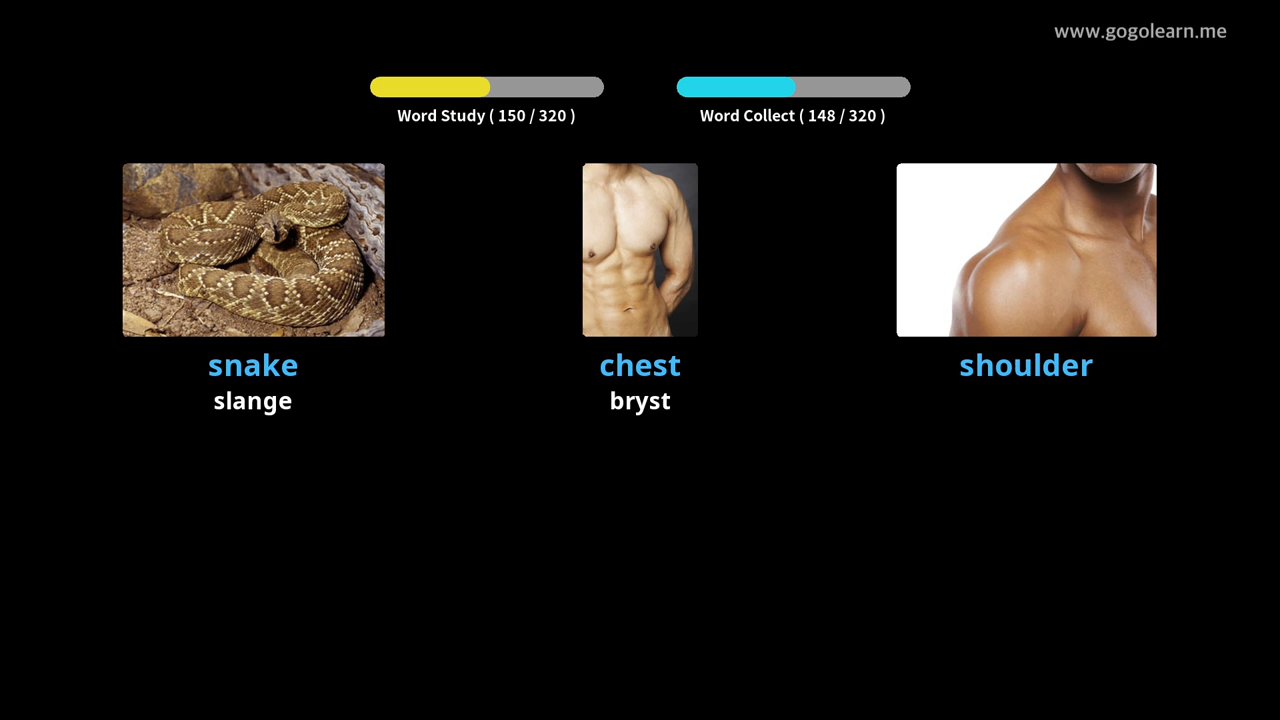 www.gogolearn.me
Word Study ( 150 / 320 )
Word Collect ( 148 / 320 )
snake
slange
chest
bryst
shoulder